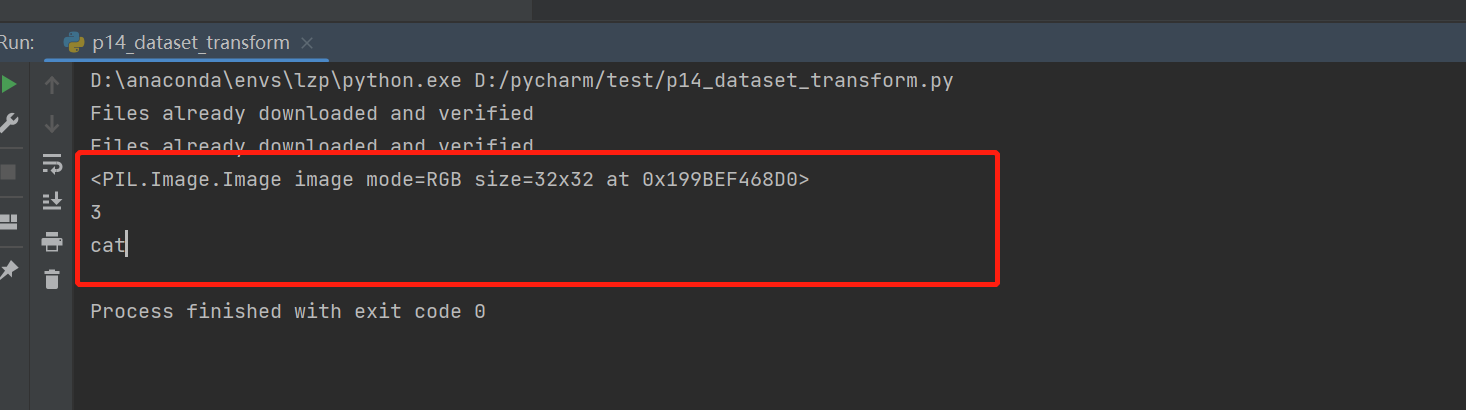 Run: p14_dataset_transform
D:\anaconda\envs\lzp\python.exe D:/pycharm/test/p14_dataset_transform.py
Files already downloaded and verified
Files already downloaded and verified
<PIL.Image.Image image mode=RGB size=32x32 at 0x199BEF468D0>
3
cat
Process finished with exit code 0